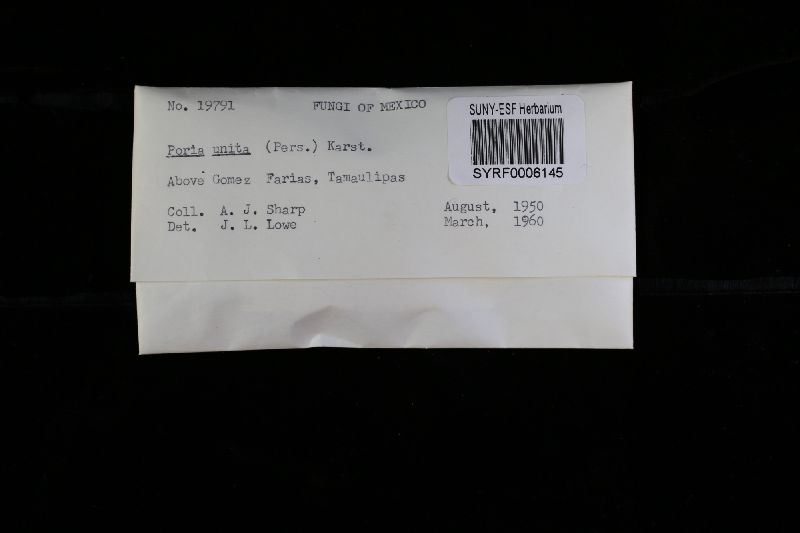 No. 19791 FUNGI OF MEXICO
SUNY-ESF Herbarium
SYRF0006145
Poria unita (Pers.) Karst.
Above Gomez Farias, Tamaulipas
Coll. A. J. Sharp August, 1950
Det. J. L. Lowe March, 1960